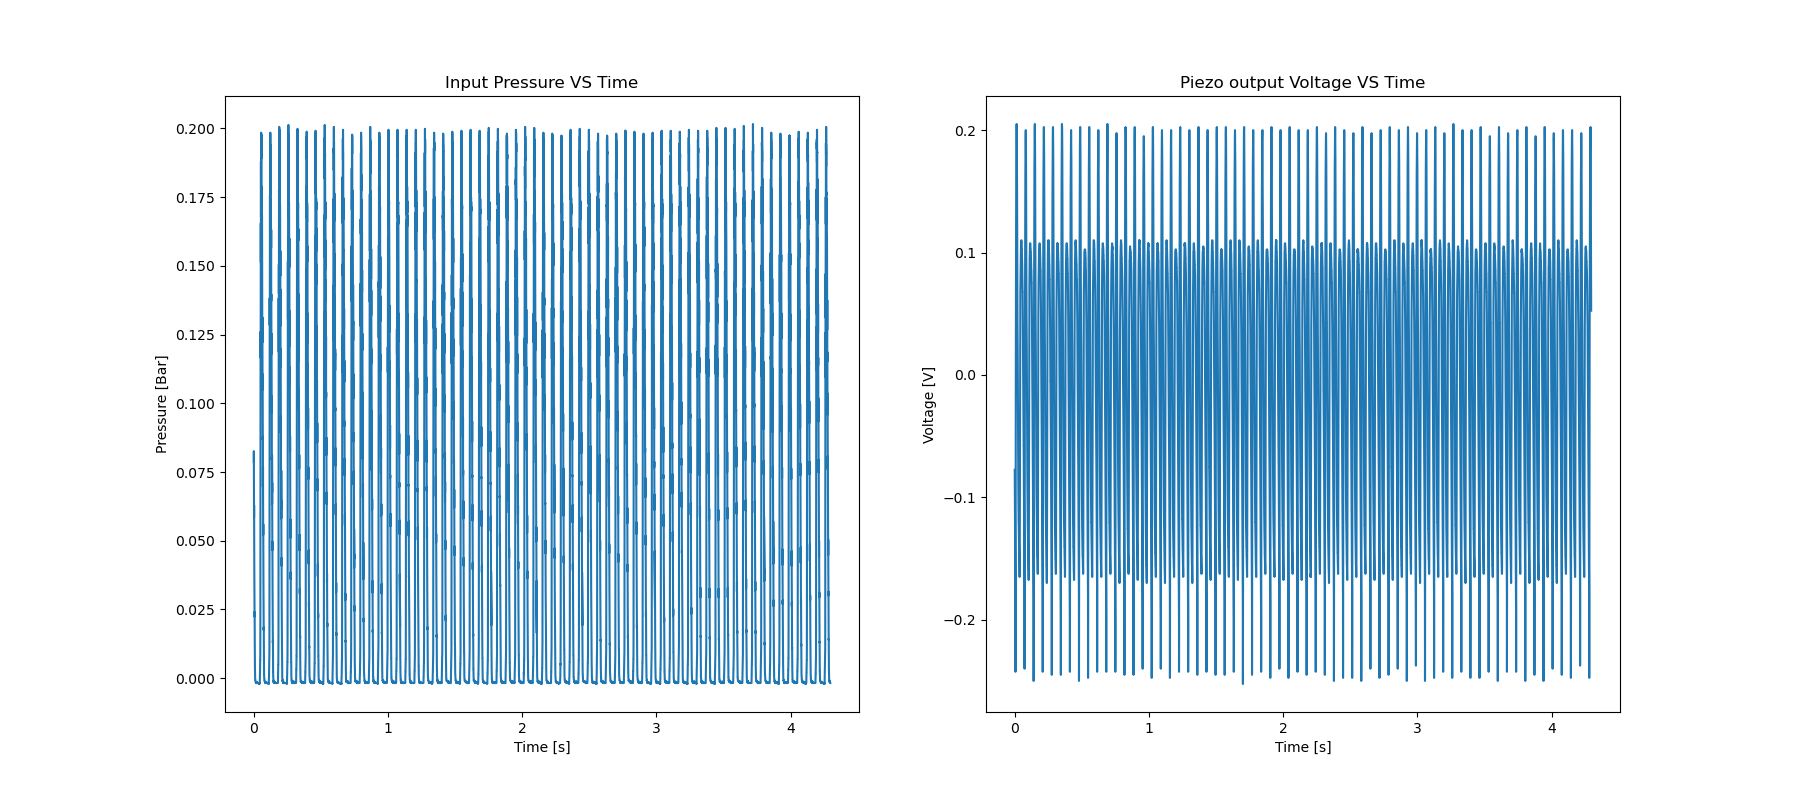 Input Pressure VS Time
0.200
0.175
0.150
0.125
0.100
0.075
0.050
0.025
0.000
Pressure [Bar]
0 1 2 3 4
Time [s]
Piezo output Voltage VS Time
0.2
0.1
0.0
−0.1
−0.2
Voltage [V]
0 1 2 3 4
Time [s]